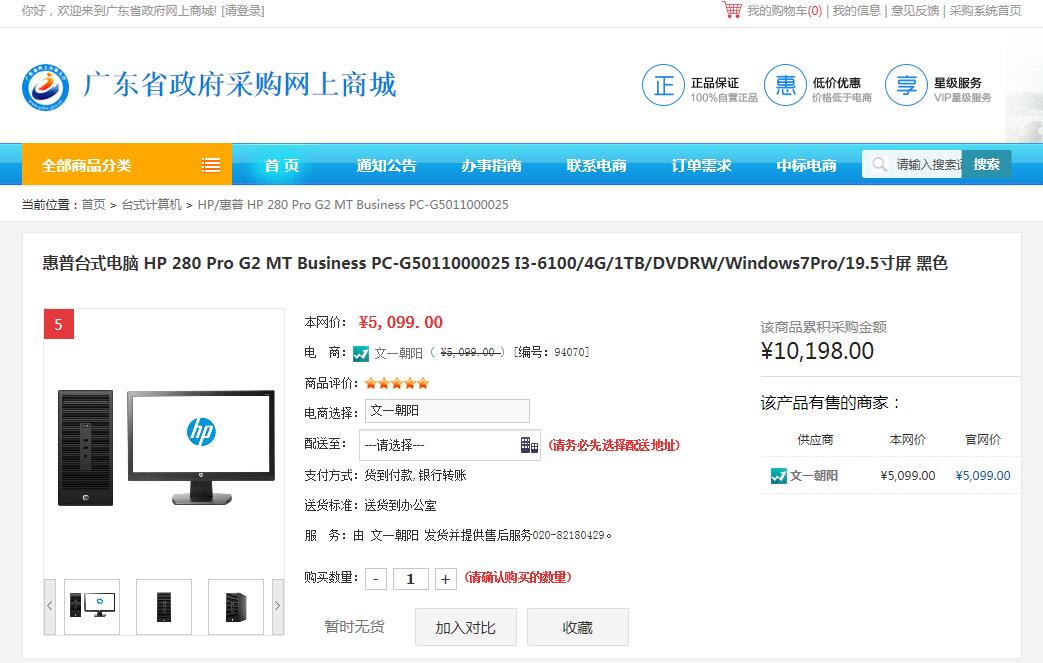 你好，欢迎来到广东省政府网上商城! [请登录]
我的购物车(0) | 我的信息 | 意见反馈 | 采购系统首页
广东省政府采购网上商城
正 正品保证 100%自营正品
惠 低价优惠 价格低于电商
享 星级服务 VIP星级服务
全部商品分类 首 页 通知公告 办事指南 联系电商 订单需求 中标电商 请输入搜索词 搜索
当前位置：首页 > 台式计算机 > HP/惠普 HP 280 Pro G2 MT Business PC-G5011000025
惠普台式电脑 HP 280 Pro G2 MT Business PC-G5011000025 I3-6100/4G/1TB/DVDRW/Windows7Pro/19.5寸屏 黑色
5
hp
本网价： ¥5,099.00
电 商： 文一朝阳（ ¥5,099.00 ）[编号：94070]
商品评价：
电商选择： 文一朝阳
配送至： ---请选择--- (请务必先选择配送地址)
支付方式：货到付款,银行转账
送货标准：送货到办公室
服 务：由 文一朝阳 发货并提供售后服务020-82180429。
购买数量： - 1 + (请确认购买的数量)
暂时无货 加入对比 收藏
该商品累积采购金额
¥10,198.00
该产品有售的商家：
供应商 本网价 官网价
文一朝阳 ¥5,099.00 ¥5,099.00